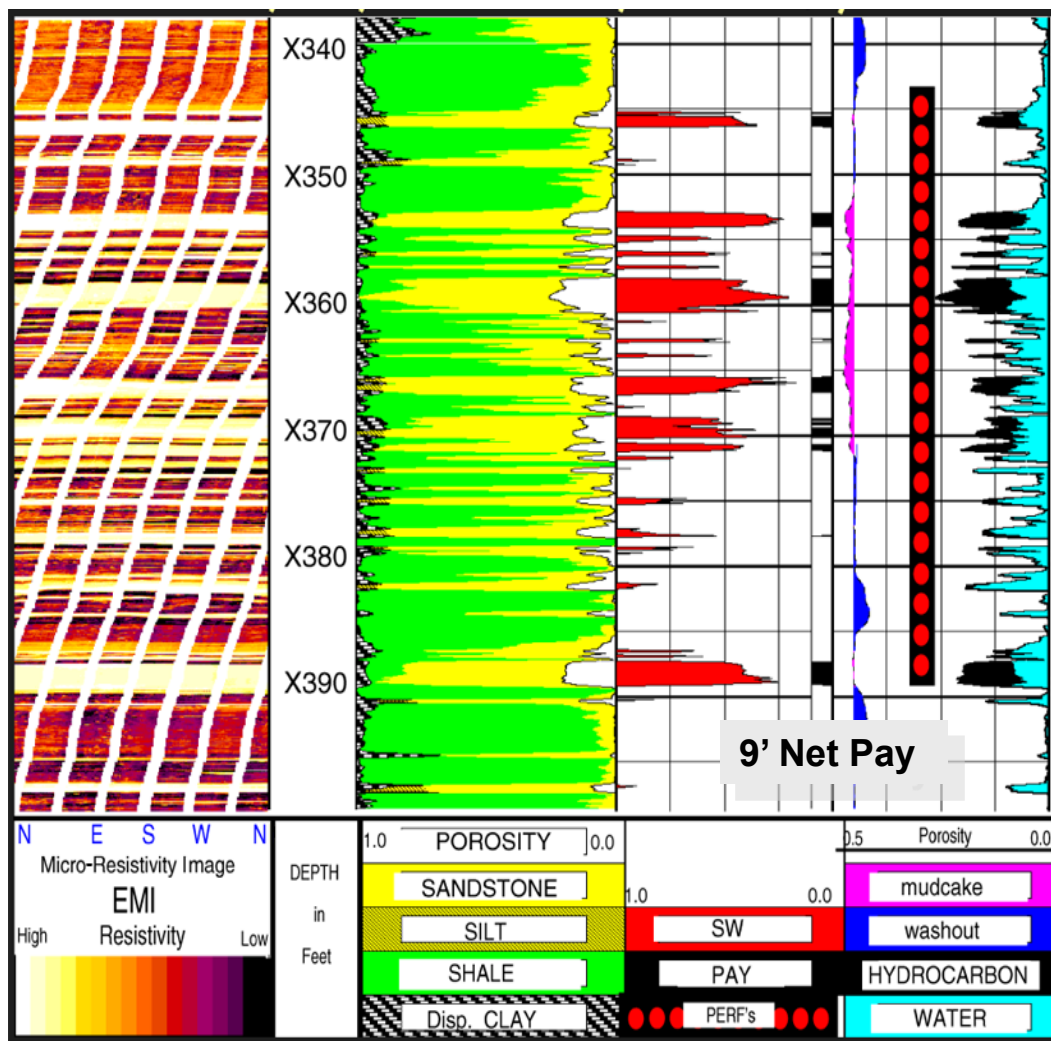 X340
X350
X360
X370
X380
X390
9’ Net Pay
N E S W N
Micro-Resistivity Image
EMI
High Resistivity Low
DEPTH
in
Feet
1.0 POROSITY 0.0
SANDSTONE
SILT
SHALE
Disp. CLAY
1.0 0.0
SW
PAY
PERF's
0.5 Porosity 0.0
mudcake
washout
HYDROCARBON
WATER